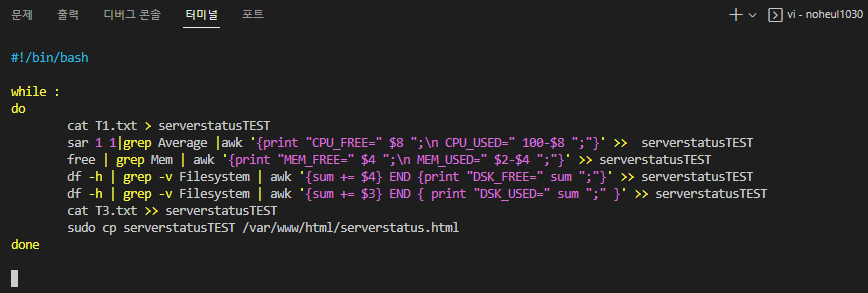 문제 출력 디버그 콘솔 터미널 포트 vi - noheul1030
#!/bin/bash
while :
do
cat T1.txt > serverstatusTEST
sar 1 1|grep Average |awk '{print "CPU_FREE=" $8 ";\n CPU_USED=" 100-$8 ";"}' >>  serverstatusTEST
free | grep Mem | awk '{print "MEM_FREE=" $4 ";\n MEM_USED=" $2-$4 ";"}' >> serverstatusTEST
df -h | grep -v Filesystem | awk '{sum += $4} END {print "DSK_FREE=" sum ";"}' >> serverstatusTEST
df -h | grep -v Filesystem | awk '{sum += $3} END { print "DSK_USED=" sum ";" }' >> serverstatusTEST
cat T3.txt >> serverstatusTEST
sudo cp serverstatusTEST /var/www/html/serverstatus.html
done